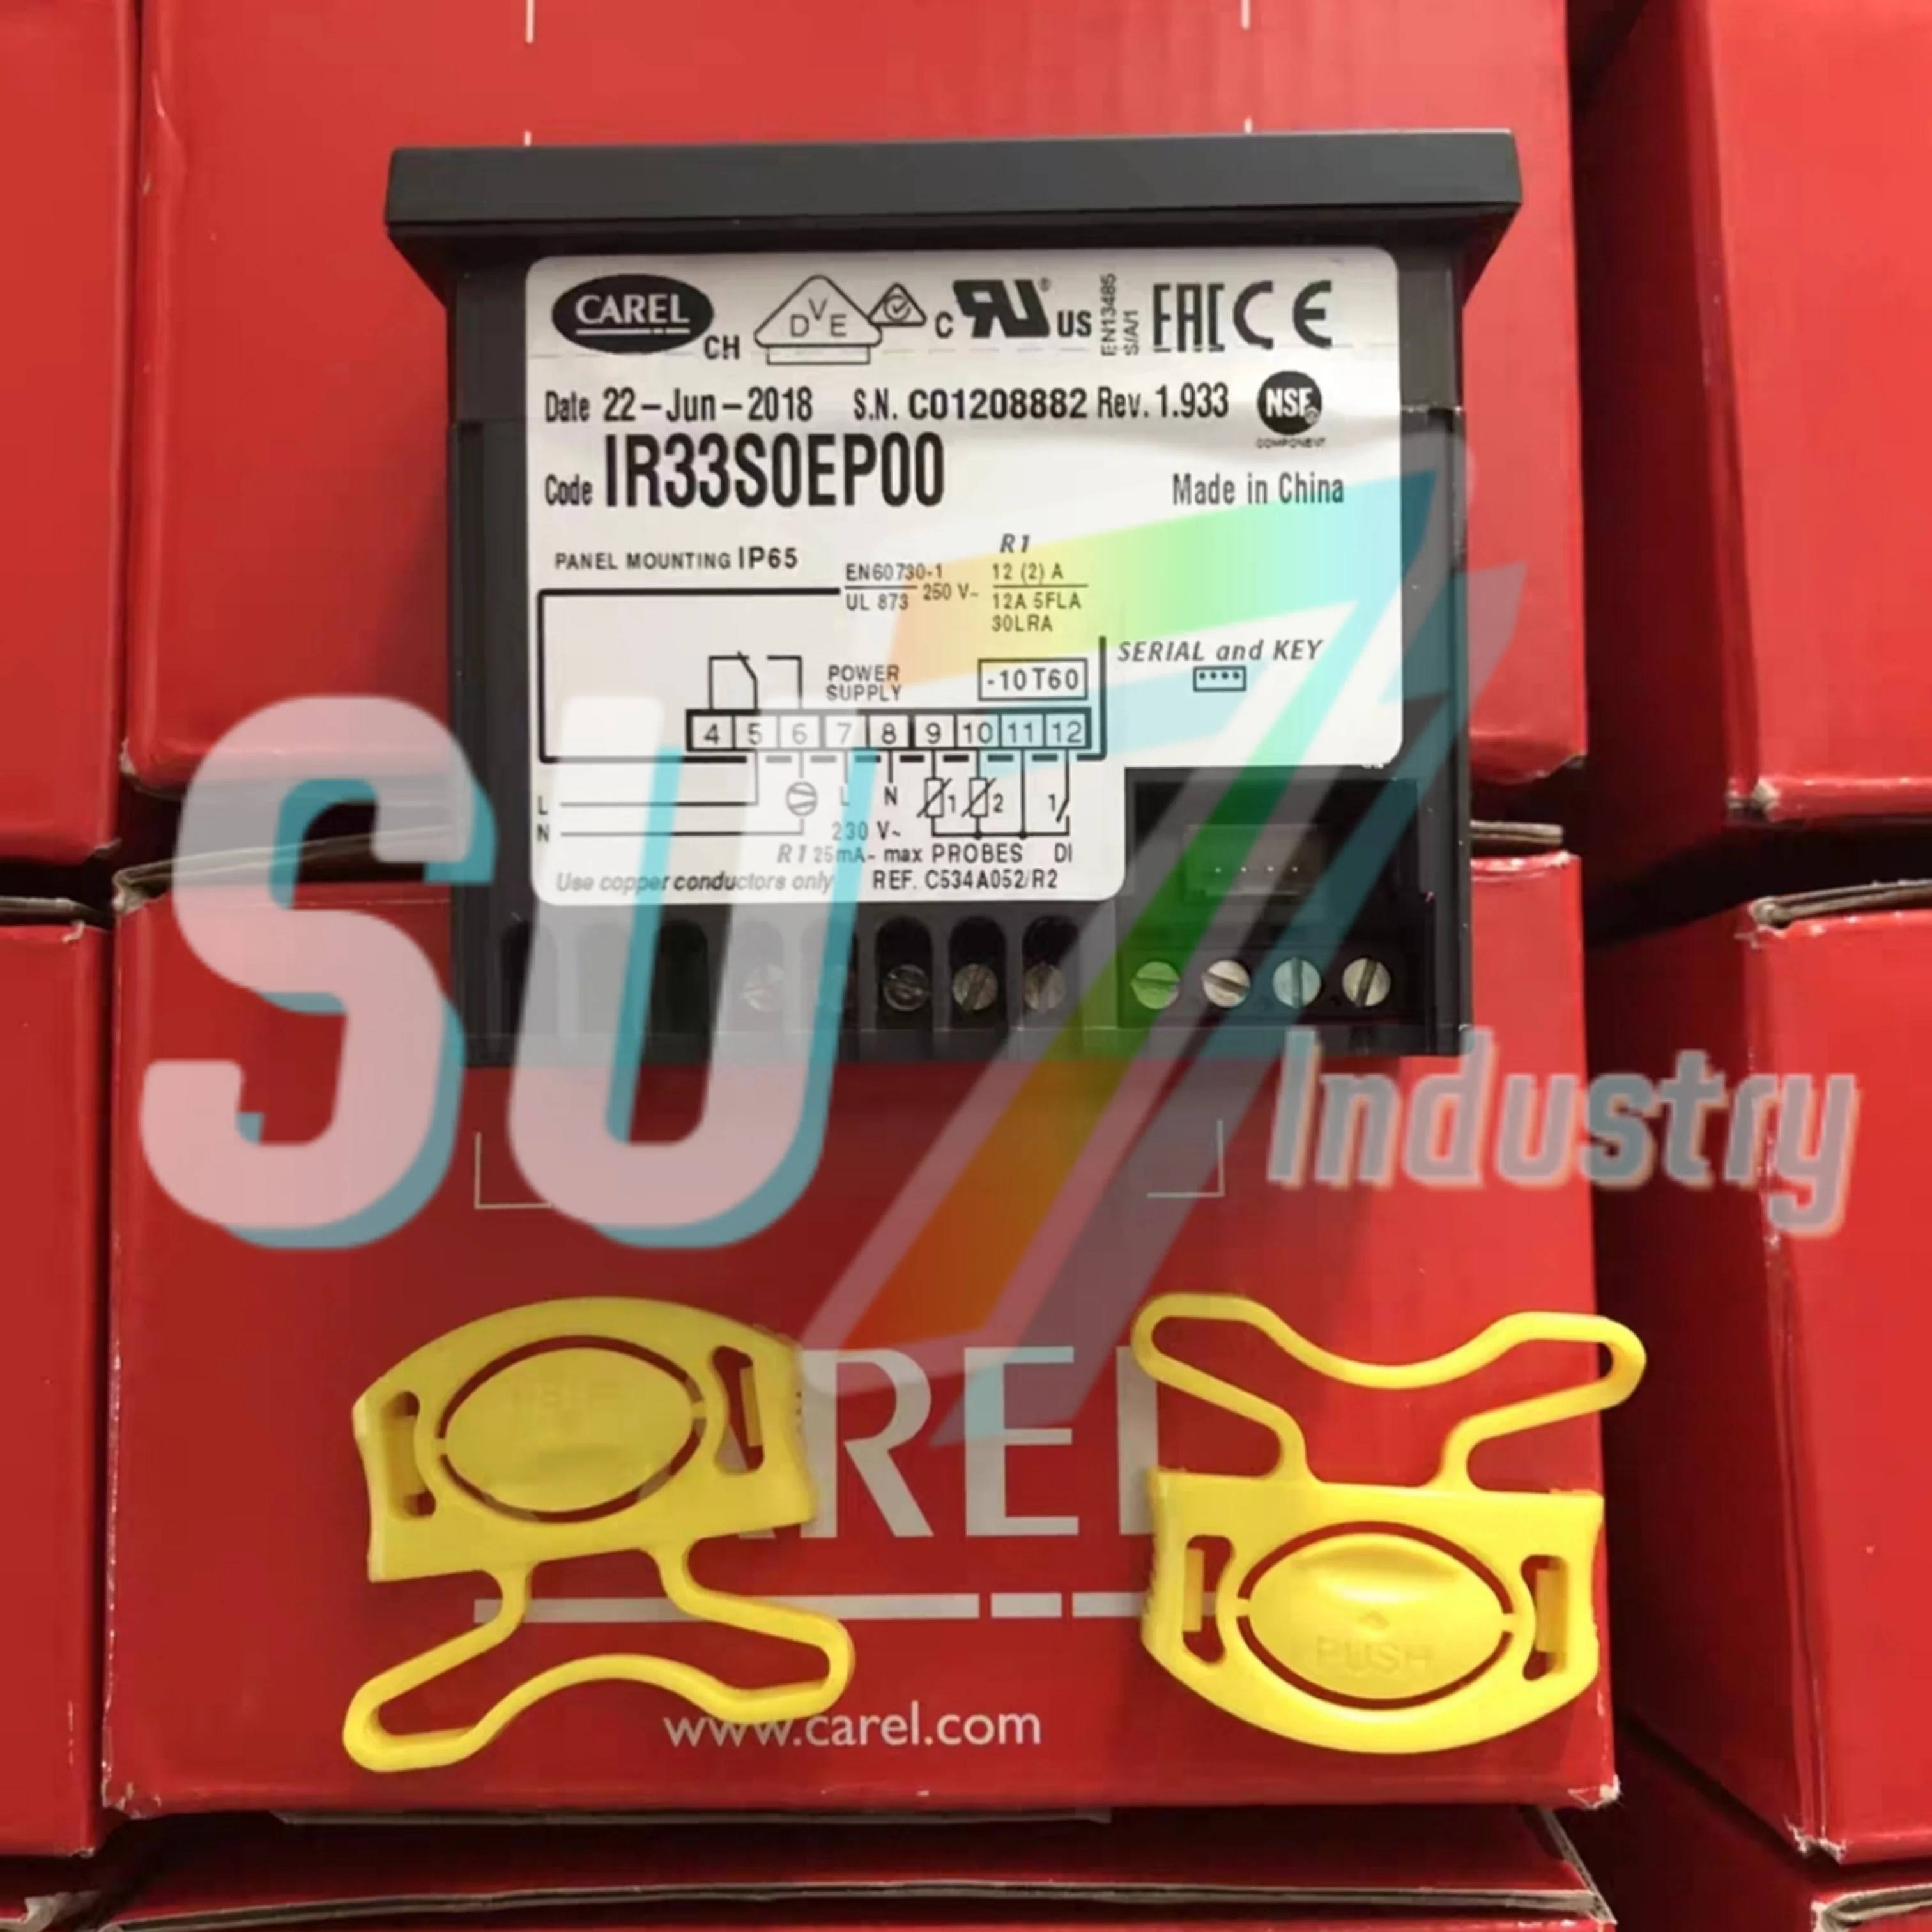 CAREL CH D V E C RU® US EN13485 S/A/1 EAC CE
Date 22-Jun-2018 S.N. C01208882 Rev. 1.933 NSF®
COMPONENT
Code IR33S0EP00 Made in China
PANEL MOUNTING IP65
R1
EN60730-1
UL 873
250 V~
12 (2) A
12A 5FLA
30LRA
SERIAL and KEY
POWER
SUPPLY
-10T60
4 5 6 7 8 9 10 11 12
L
N
L N 1 2 1
230 V~
R1 25mA~ max PROBES DI
Use copper conductors only REF. C534A052/R2
SU7
Industry
AREL
PUSH
www.carel.com